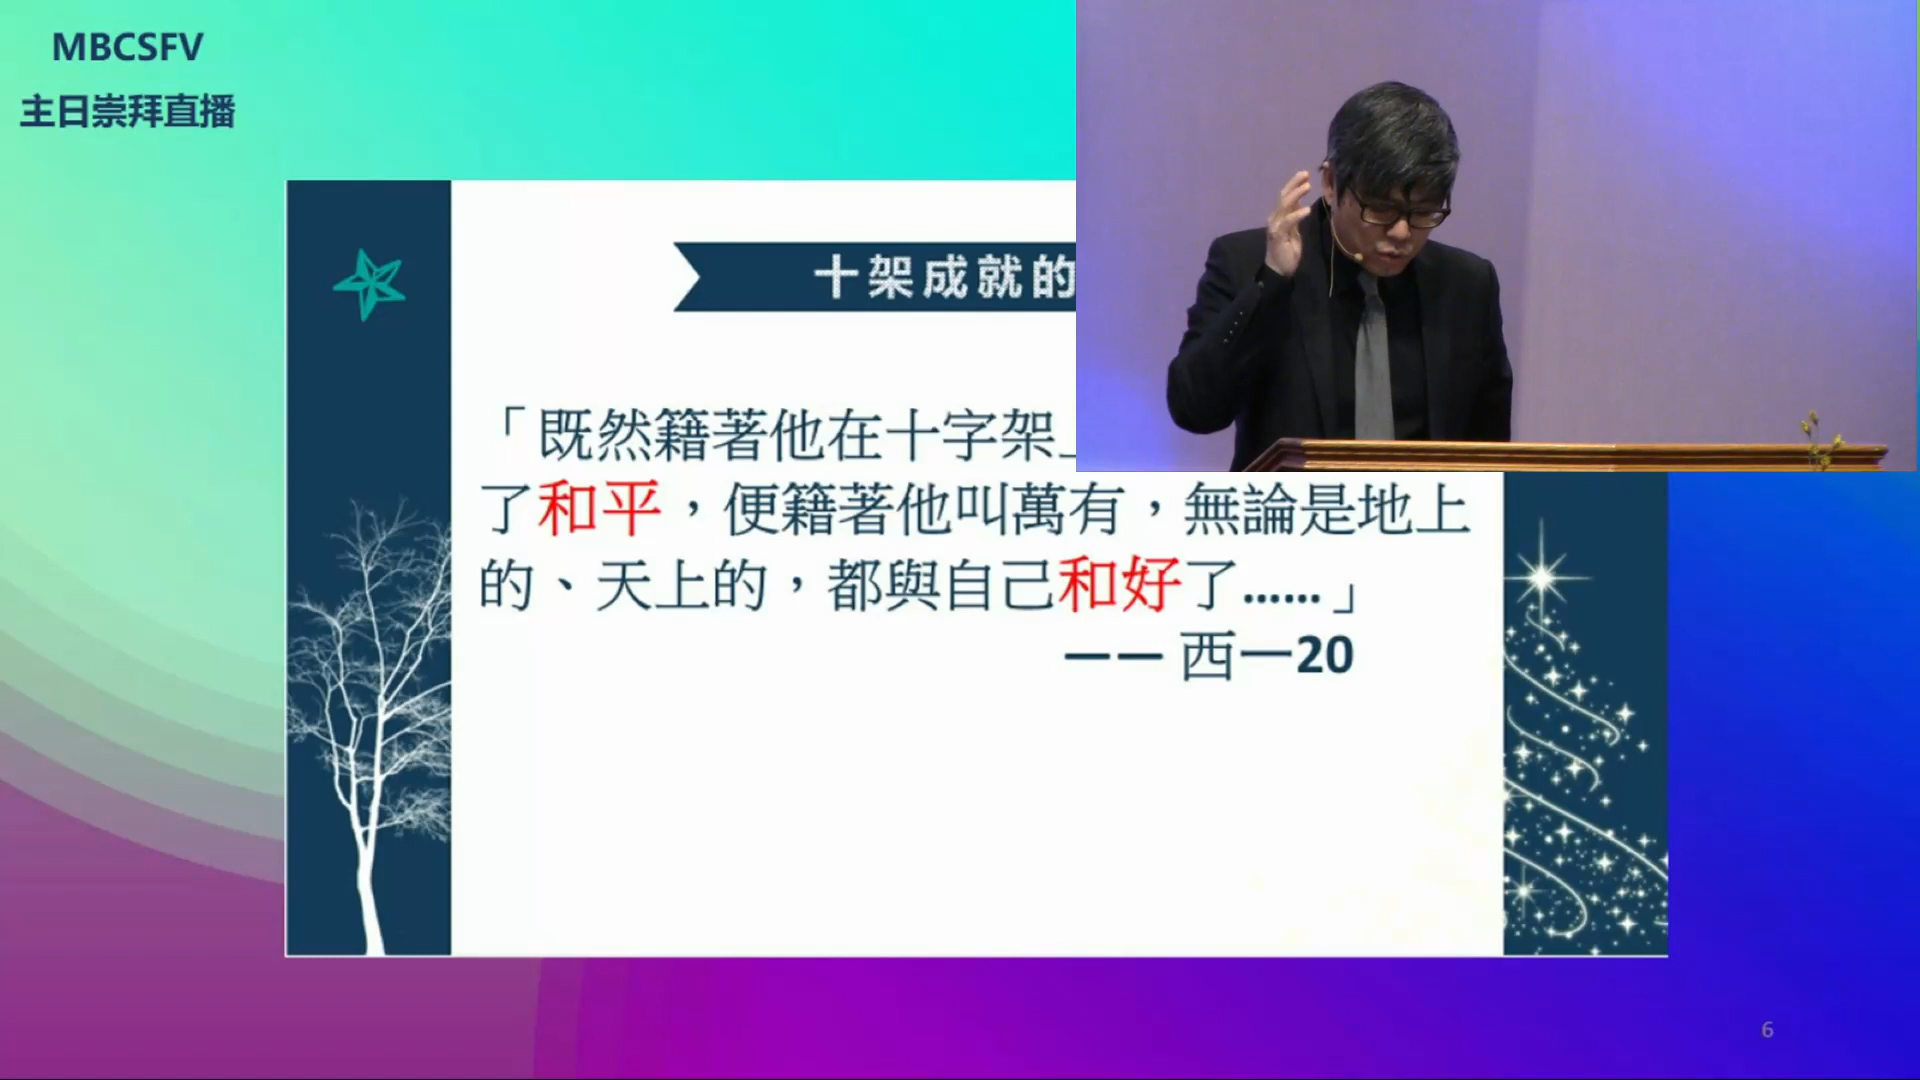 MBCSFV
主日崇拜直播
十架成就的
「既然籍著他在十字架
了和平，便籍著他叫萬有，無論是地上
的、天上的，都與自己和好了……」
—— 西一20
6